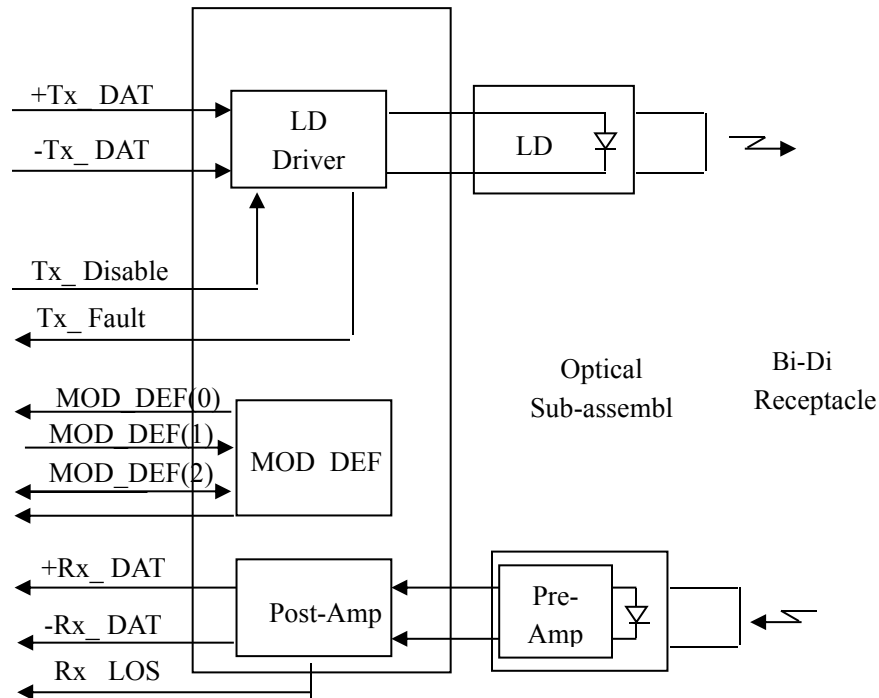 +Tx_ DAT
-Tx_ DAT
LD
Driver
LD
Tx_ Disable
Tx_ Fault
Optical
Sub-assembl
Bi-Di
Receptacle
MOD_DEF(0)
MOD_DEF(1)
MOD_DEF(2)
MOD DEF
+Rx_ DAT
-Rx_ DAT
Rx LOS
Post-Amp
Pre-
Amp